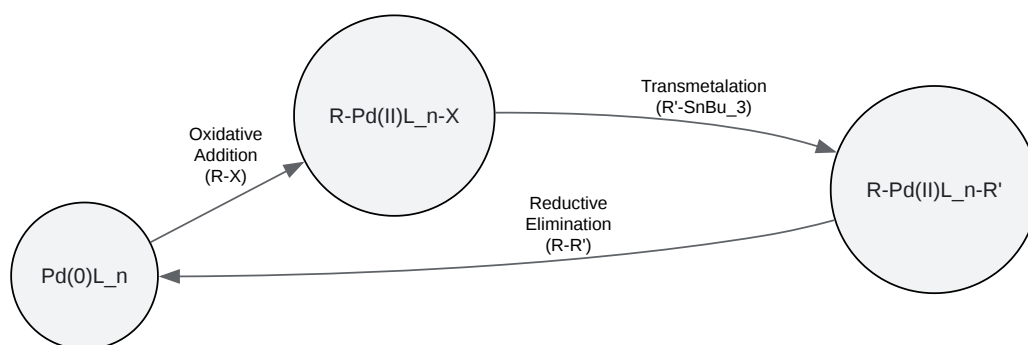 R-Pd(II)L_n-X
Transmetalation
(R'-SnBu_3)
Oxidative
Addition
(R-X)
R-Pd(II)L_n-R'
Reductive
Elimination
(R-R')
Pd(0)L_n